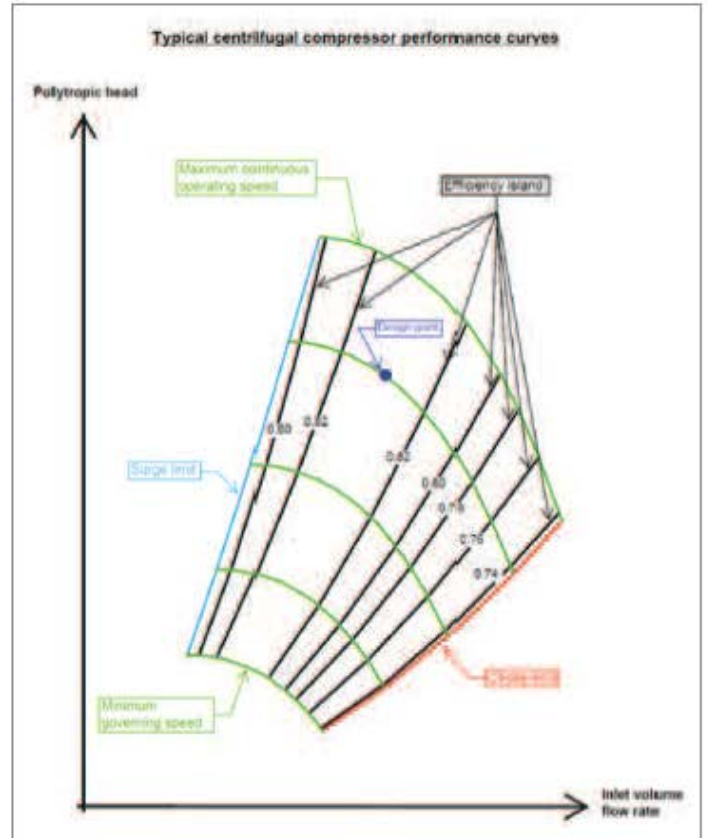 Typical centrifugal compressor performance curves
Polytropic head
Maximum continuous
operating speed
Efficiency island
Design point
0.80
0.82
0.82
0.80
0.78
0.76
0.74
Surge limit
Minimum
governing speed
Inlet volume
flow rate